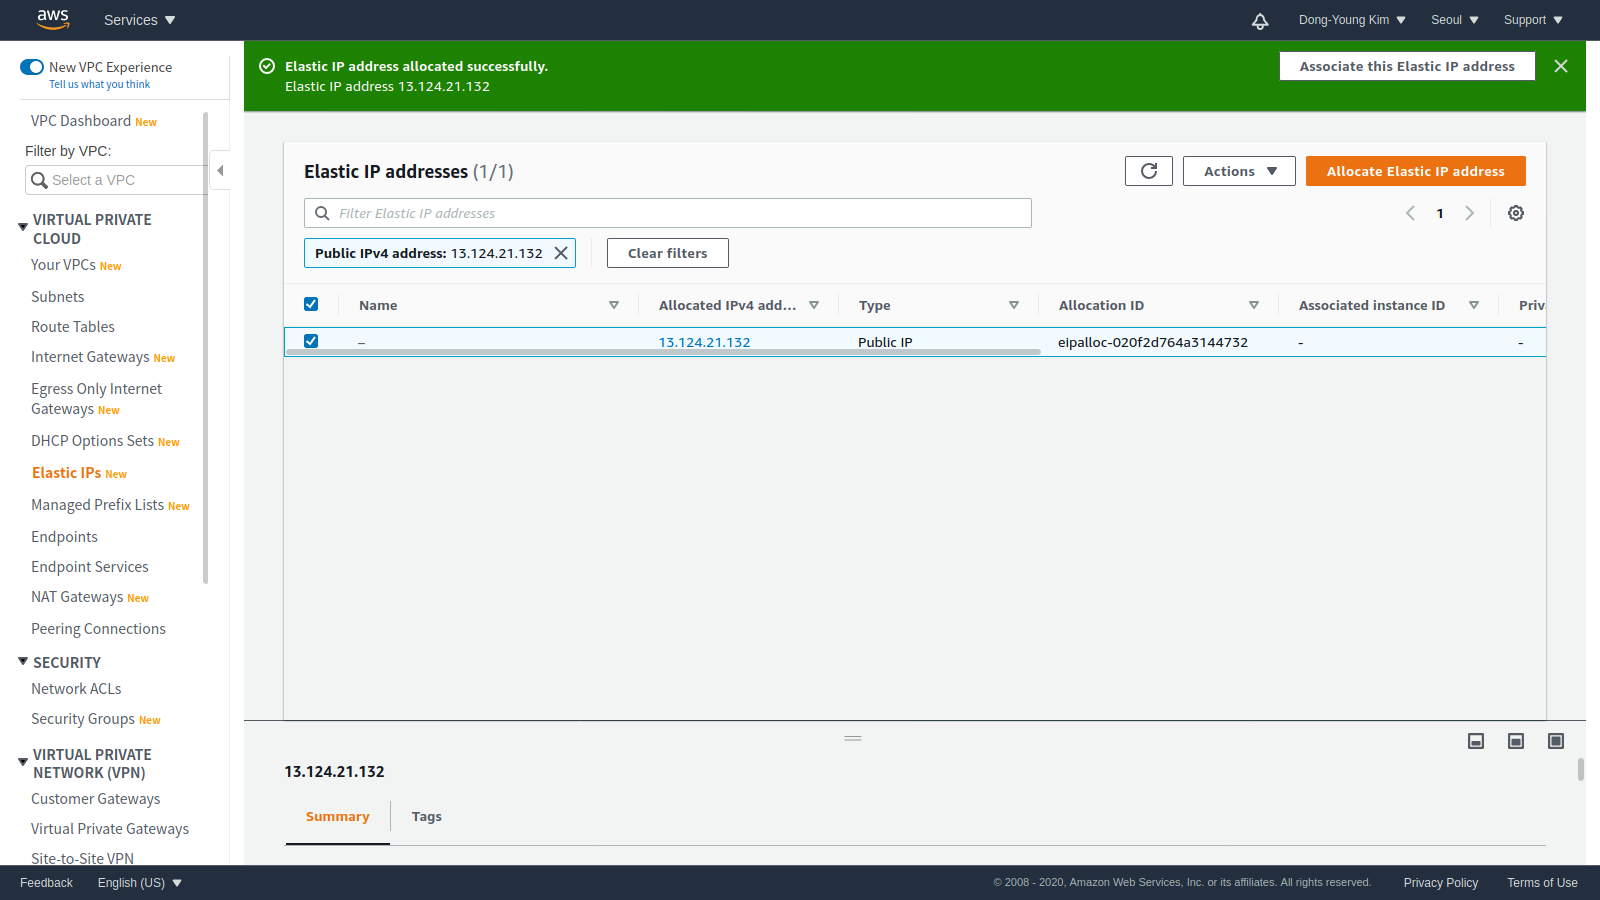 aws
Services
Dong-Young Kim
Seoul
Support
New VPC Experience
Tell us what you think
VPC Dashboard New
Filter by VPC:
Select a VPC
VIRTUAL PRIVATE
CLOUD
Your VPCs New
Subnets
Route Tables
Internet Gateways New
Egress Only Internet
Gateways New
DHCP Options Sets New
Elastic IPs New
Managed Prefix Lists New
Endpoints
Endpoint Services
NAT Gateways New
Peering Connections
SECURITY
Network ACLs
Security Groups New
VIRTUAL PRIVATE
NETWORK (VPN)
Customer Gateways
Virtual Private Gateways
Site-to-Site VPN
Elastic IP address allocated successfully.
Elastic IP address 13.124.21.132
Associate this Elastic IP address
Elastic IP addresses (1/1)
Actions
Allocate Elastic IP address
Filter Elastic IP addresses
1
Public IPv4 address: 13.124.21.132
Clear filters
Name
Allocated IPv4 add...
Type
Allocation ID
Associated instance ID
Priv
–
13.124.21.132
Public IP
eipalloc-020f2d764a3144732
-
-
13.124.21.132
Summary
Tags
Feedback
English (US)
© 2008 - 2020, Amazon Web Services, Inc. or its affiliates. All rights reserved.
Privacy Policy
Terms of Use